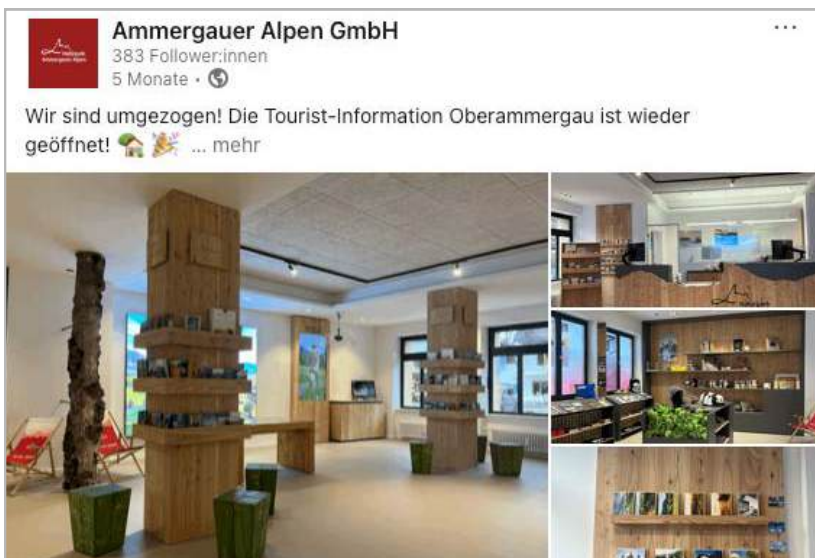 Ammergauer Alpen GmbH
383 Follower:innen
5 Monate •
Wir sind umgezogen! Die Tourist-Information Oberammergau ist wieder
geöffnet! 🏡 🎉 ... mehr